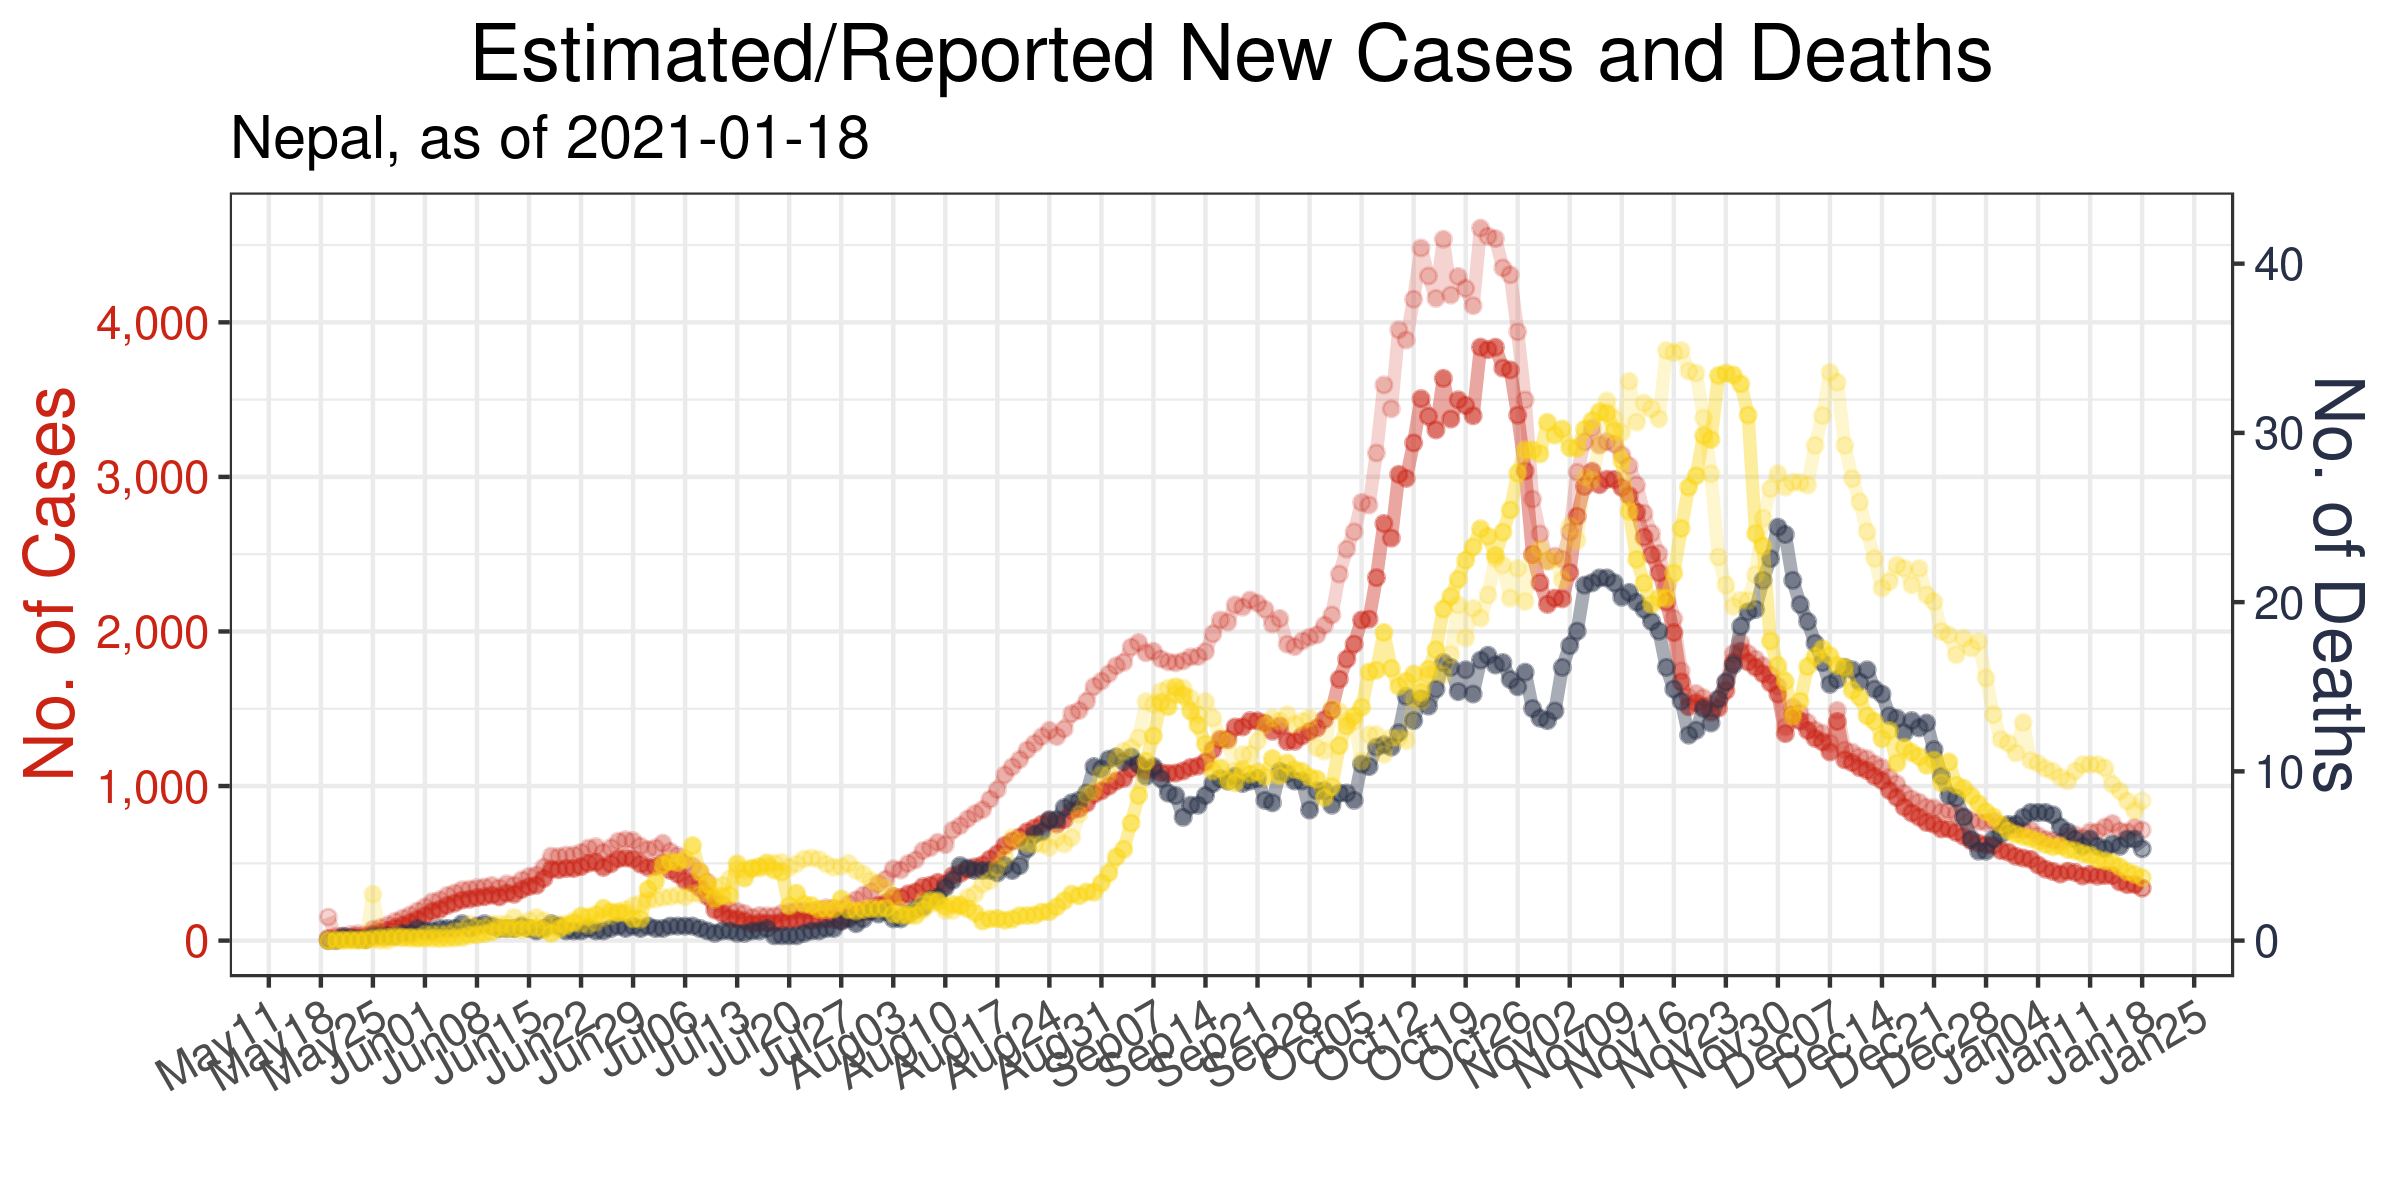 Estimated/Reported New Cases and Deaths
Nepal, as of 2021-01-18
No. of Cases
4,000
3,000
2,000
1,000
0
40
30
20
10
0
No. of Deaths
May11
May18
May25
Jun01
Jun08
Jun15
Jun22
Jun29
Jul06
Jul13
Jul20
Jul27
Aug03
Aug10
Aug17
Aug24
Aug31
Sep07
Sep14
Sep21
Sep28
Oct05
Oct12
Oct19
Oct26
Nov02
Nov09
Nov16
Nov23
Nov30
Dec07
Dec14
Dec21
Dec28
Jan04
Jan11
Jan18
Jan25